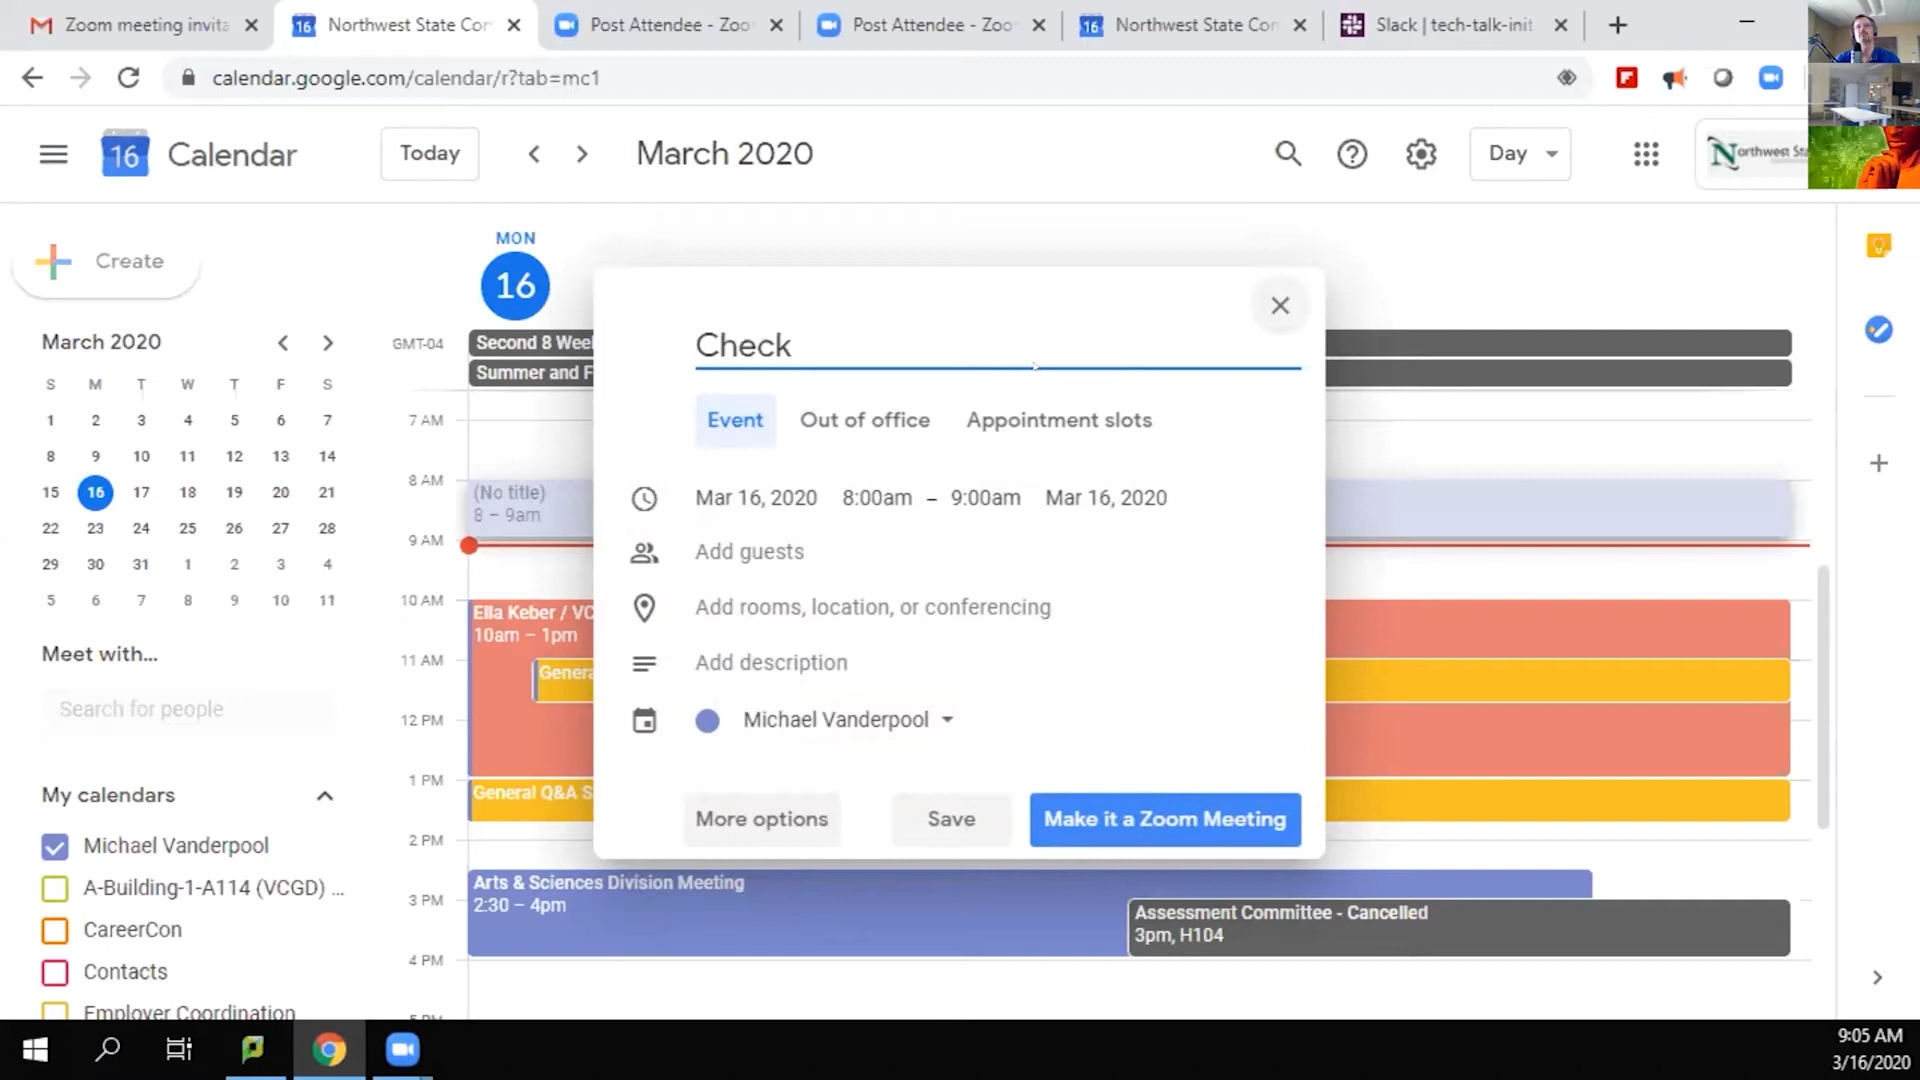 Zoom meeting invita
Northwest State Cor
Post Attendee - Zoo
Post Attendee - Zoo
Northwest State Con
Slack | tech-talk-init
calendar.google.com/calendar/r?tab=mc1
16
Calendar
Today
March 2020
Day
Northwest Sta
Create
MON
16
March 2020
S M T W T F S
1 2 3 4 5 6 7
8 9 10 11 12 13 14
15 16 17 18 19 20 21
22 23 24 25 26 27 28
29 30 31 1 2 3 4
5 6 7 8 9 10 11
Meet with...
Search for people
My calendars
Michael Vanderpool
A-Building-1-A114 (VCGD) ...
CareerCon
Contacts
Employer Coordination
GMT-04
Second 8 Weel
Summer and F
7 AM
8 AM
(No title)
8 – 9am
9 AM
10 AM
Ella Keber / VC
10am – 1pm
11 AM
Genera
12 PM
1 PM
General Q&A S
2 PM
Arts & Sciences Division Meeting
2:30 – 4pm
3 PM
Assessment Committee - Cancelled
3pm, H104
4 PM
Check
Event
Out of office
Appointment slots
Mar 16, 2020 8:00am – 9:00am Mar 16, 2020
Add guests
Add rooms, location, or conferencing
Add description
Michael Vanderpool
More options
Save
Make it a Zoom Meeting
9:05 AM
3/16/2020